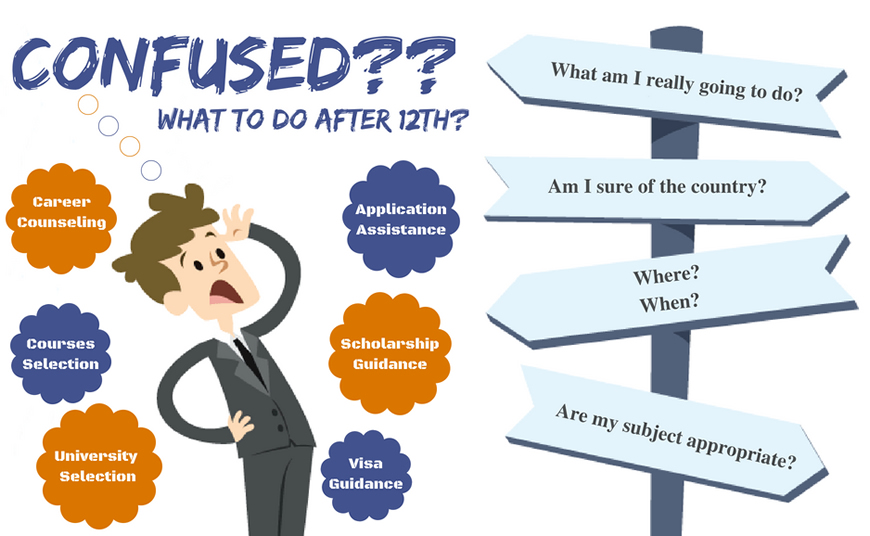 CONFUSED??
WHAT TO DO AFTER 12TH?
Career
Counseling
Application
Assistance
Courses
Selection
Scholarship
Guidance
University
Selection
Visa
Guidance
What am I really going to do?
Am I sure of the country?
Where?
When?
Are my subject appropriate?